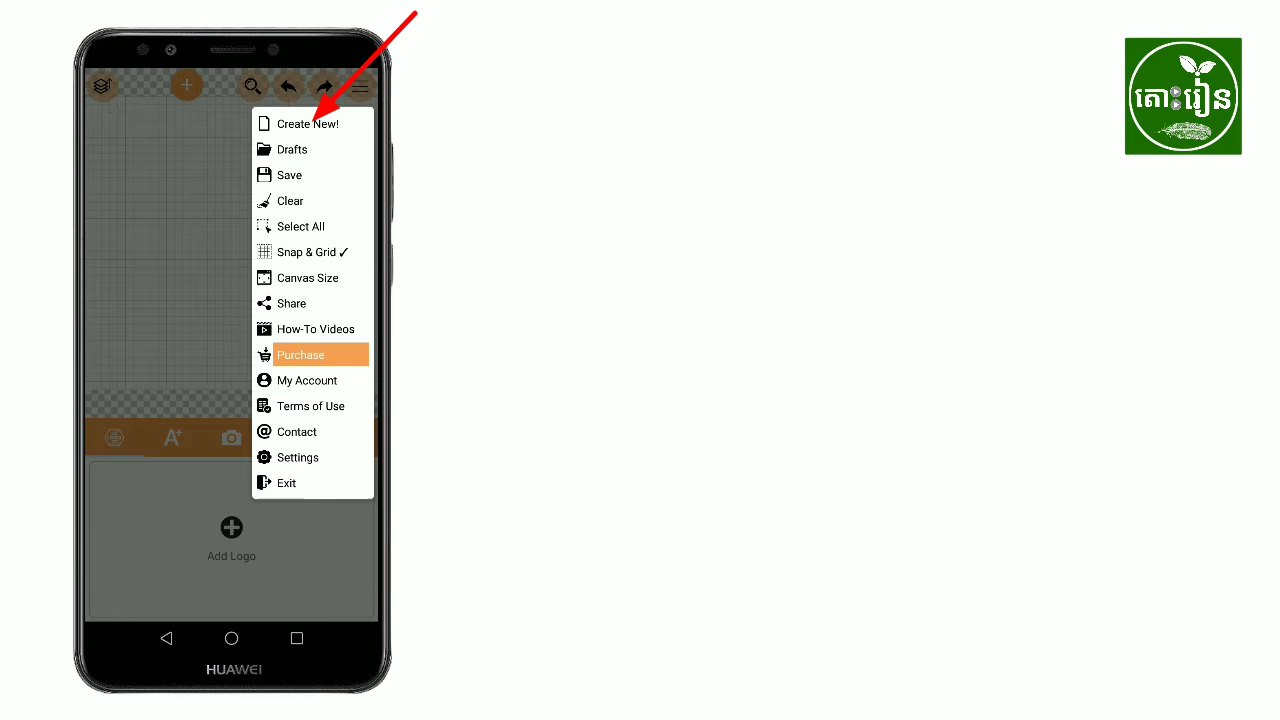 Create New!
Drafts
Save
Clear
Select All
Snap & Grid ✓
Canvas Size
Share
How-To Videos
Purchase
My Account
Terms of Use
Contact
Settings
Exit
A+
Add Logo
HUAWEI
តោះរៀន